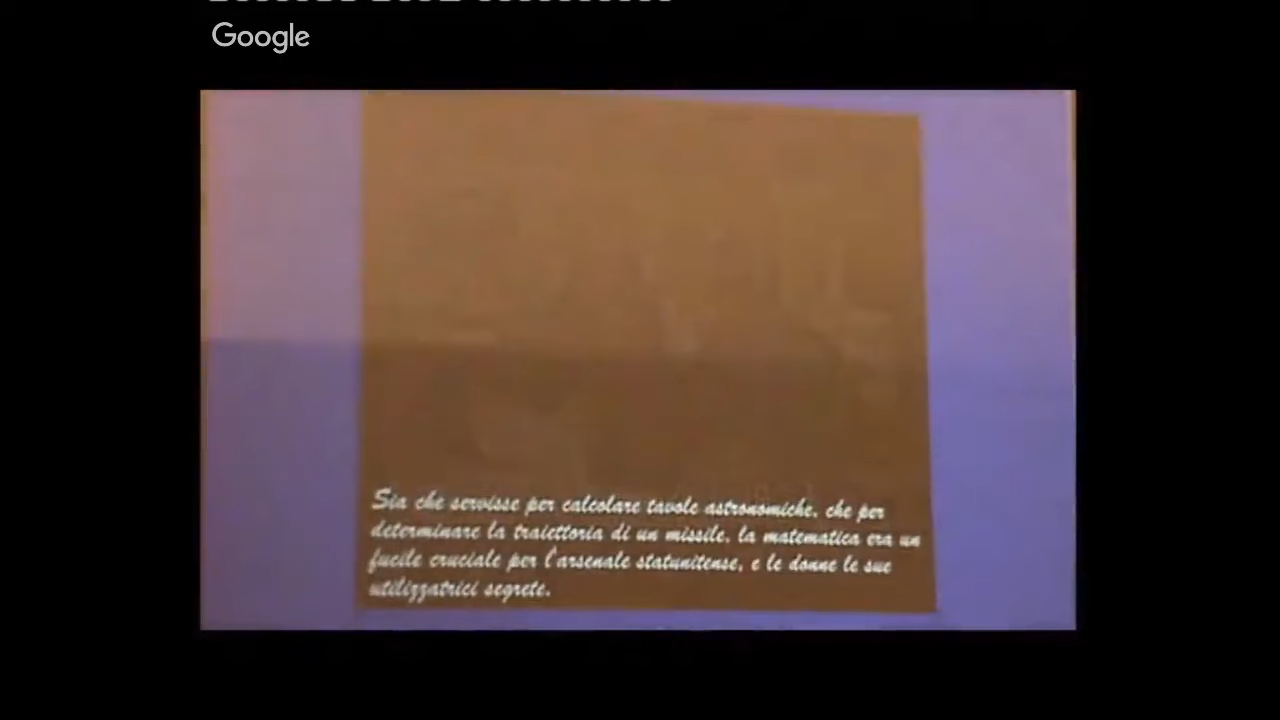 Google
Sia che servisse per calcolare tavole astronomiche, che per
determinare la traiettoria di un missile, la matematica era un
fucile cruciale per l'arsenale statunitense, e le donne le sue
utilizzatrici segrete.